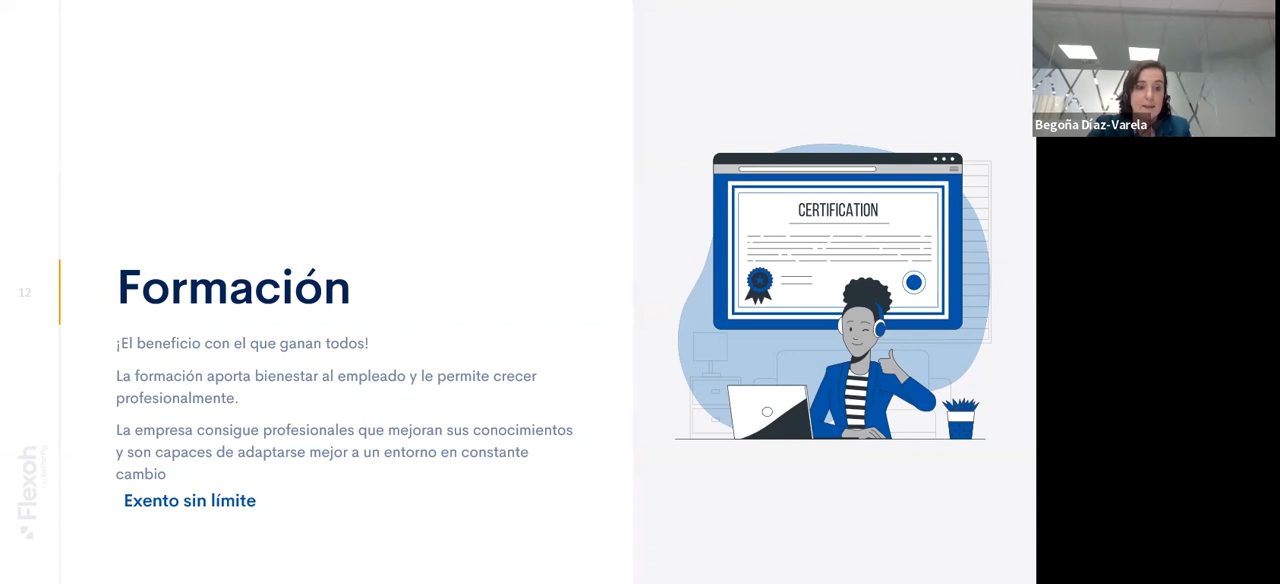 Formación
¡El beneficio con el que ganan todos!
La formación aporta bienestar al empleado y le permite crecer
profesionalmente.
La empresa consigue profesionales que mejoran sus conocimientos
y son capaces de adaptarse mejor a un entorno en constante
cambio
Exento sin límite
12
Flexoh
CERTIFICATION
Begoña Díaz-Varela